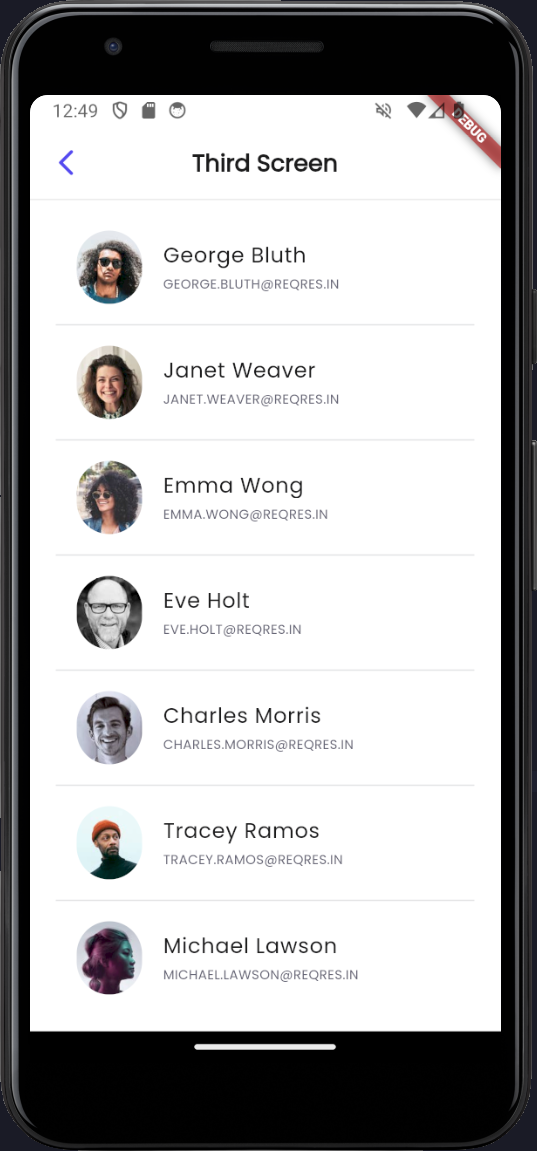 12:49
DEBUG
Third Screen
George Bluth
GEORGE.BLUTH@REQRES.IN
Janet Weaver
JANET.WEAVER@REQRES.IN
Emma Wong
EMMA.WONG@REQRES.IN
Eve Holt
EVE.HOLT@REQRES.IN
Charles Morris
CHARLES.MORRIS@REQRES.IN
Tracey Ramos
TRACEY.RAMOS@REQRES.IN
Michael Lawson
MICHAEL.LAWSON@REQRES.IN